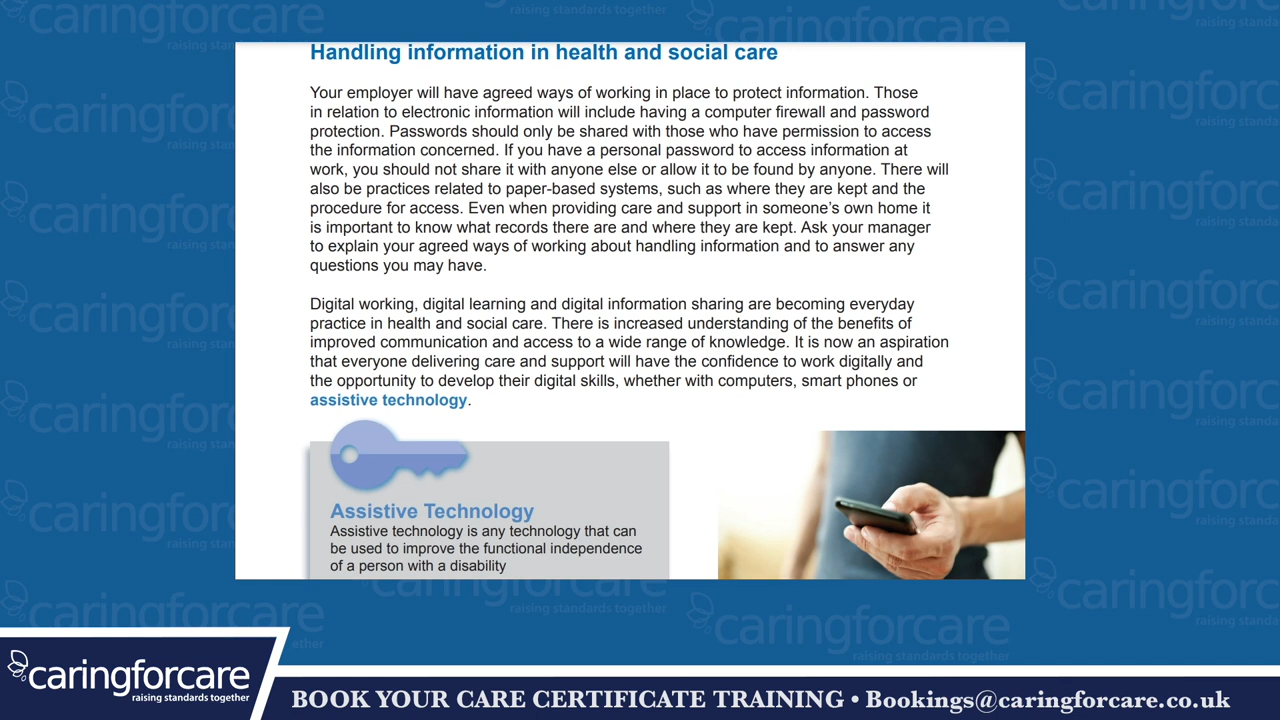 Handling information in health and social care
Your employer will have agreed ways of working in place to protect information. Those
in relation to electronic information will include having a computer firewall and password
protection. Passwords should only be shared with those who have permission to access
the information concerned. If you have a personal password to access information at
work, you should not share it with anyone else or allow it to be found by anyone. There will
also be practices related to paper-based systems, such as where they are kept and the
procedure for access. Even when providing care and support in someone’s own home it
is important to know what records there are and where they are kept. Ask your manager
to explain your agreed ways of working about handling information and to answer any
questions you may have.
Digital working, digital learning and digital information sharing are becoming everyday
practice in health and social care. There is increased understanding of the benefits of
improved communication and access to a wide range of knowledge. It is now an aspiration
that everyone delivering care and support will have the confidence to work digitally and
the opportunity to develop their digital skills, whether with computers, smart phones or
assistive technology.
Assistive Technology
Assistive technology is any technology that can
be used to improve the functional independence
of a person with a disability
caringforcare
raising standards together
BOOK YOUR CARE CERTIFICATE TRAINING • Bookings@caringforcare.co.uk